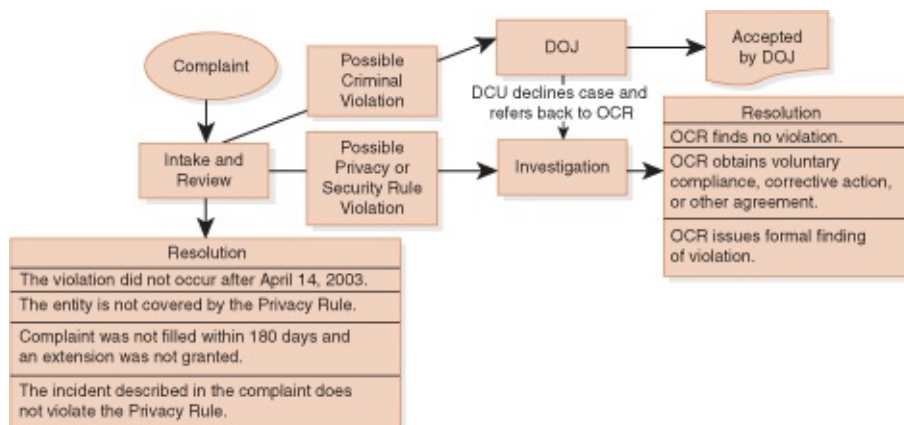 Complaint
Intake and
Review
Possible
Criminal
Violation
DOJ
Accepted
by DOJ
DCU declines case and
refers back to OCR
Possible
Privacy or
Security Rule
Violation
Investigation
Resolution
OCR finds no violation.
OCR obtains voluntary
compliance, corrective action,
or other agreement.
OCR issues formal finding
of violation.
Resolution
The violation did not occur after April 14, 2003.
The entity is not covered by the Privacy Rule.
Complaint was not filled within 180 days and
an extension was not granted.
The incident described in the complaint does
not violate the Privacy Rule.